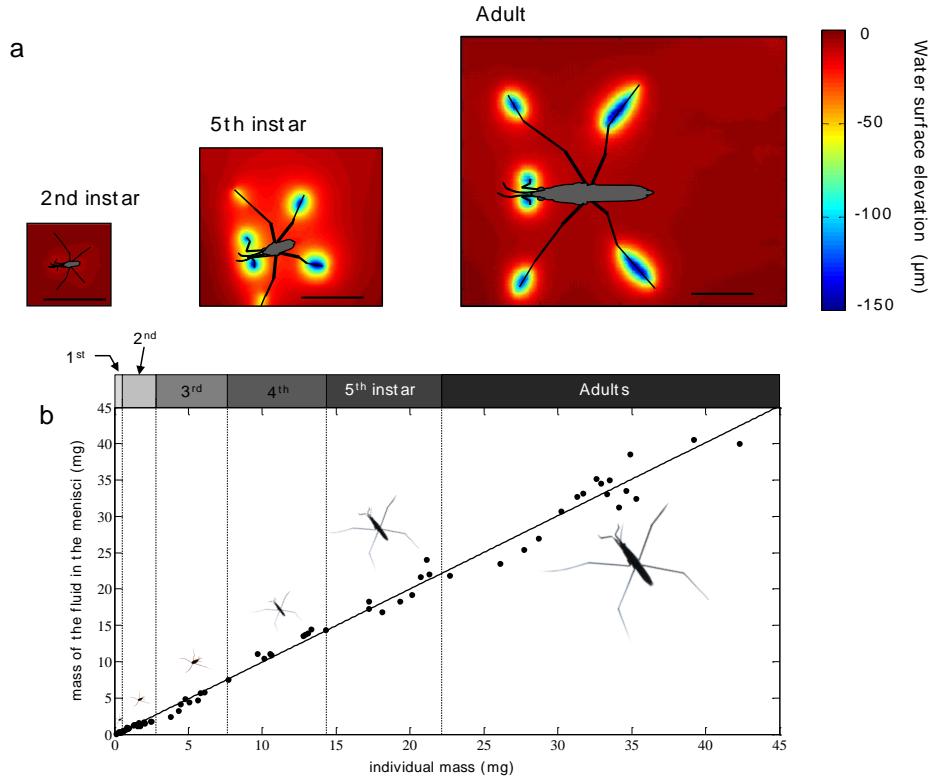 Adult
a
5th instar
2nd instar
0
-50
-100
-150
Water surface elevation (µm)
1st
2nd
3rd
4th
5th instar
Adults
b
45
40
35
30
25
20
15
10
5
0
mass of the fluid in the menisci (mg)
0 5 10 15 20 25 30 35 40 45
individual mass (mg)